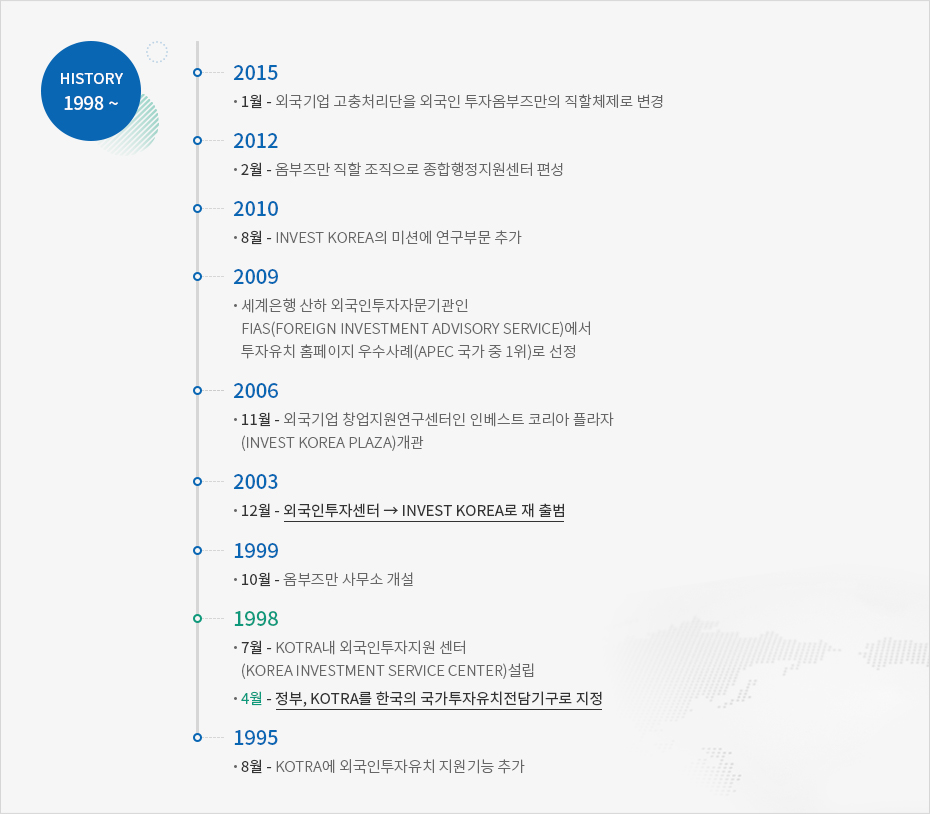 HISTORY
1998 ~
2015
• 1월 - 외국기업 고충처리단을 외국인 투자옴부즈만의 직할체제로 변경
2012
• 2월 - 옴부즈만 직할 조직으로 종합행정지원센터 편성
2010
• 8월 - INVEST KOREA의 미션에 연구부문 추가
2009
• 세계은행 산하 외국인투자자문기관인
FIAS(FOREIGN INVESTMENT ADVISORY SERVICE)에서
투자유치 홈페이지 우수사례(APEC 국가 중 1위)로 선정
2006
• 11월 - 외국기업 창업지원연구센터인 인베스트 코리아 플라자
(INVEST KOREA PLAZA)개관
2003
• 12월 - 외국인투자센터 → INVEST KOREA로 재 출범
1999
• 10월 - 옴부즈만 사무소 개설
1998
• 7월 - KOTRA내 외국인투자지원 센터
(KOREA INVESTMENT SERVICE CENTER)설립
• 4월 - 정부, KOTRA를 한국의 국가투자유치전담기구로 지정
1995
• 8월 - KOTRA에 외국인투자유치 지원기능 추가